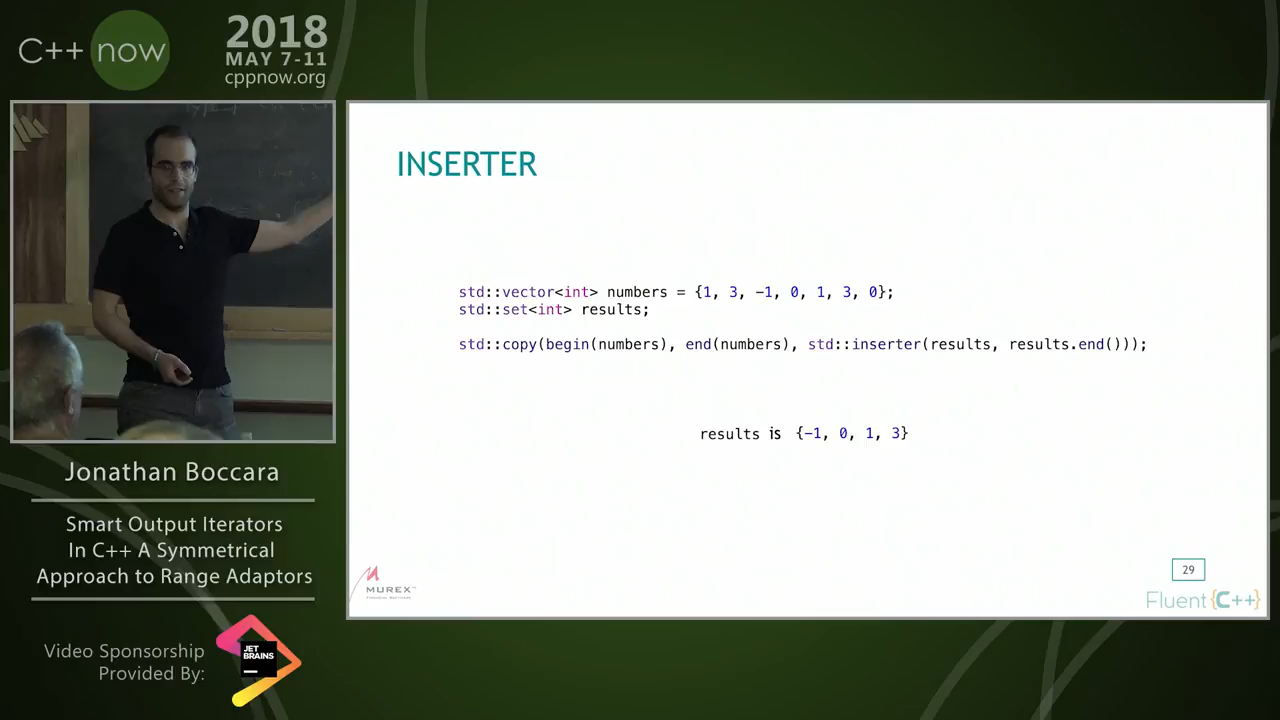 C++ now
2018
MAY 7-11
cppnow.org
INSERTER
std::vector<int> numbers = {1, 3, -1, 0, 1, 3, 0};
std::set<int> results;
std::copy(begin(numbers), end(numbers), std::inserter(results, results.end()));
results is {-1, 0, 1, 3}
29
MUREX
Fluent {C++}
Jonathan Boccara
Smart Output Iterators
In C++ A Symmetrical
Approach to Range Adaptors
Video Sponsorship
Provided By:
JET
BRAINS